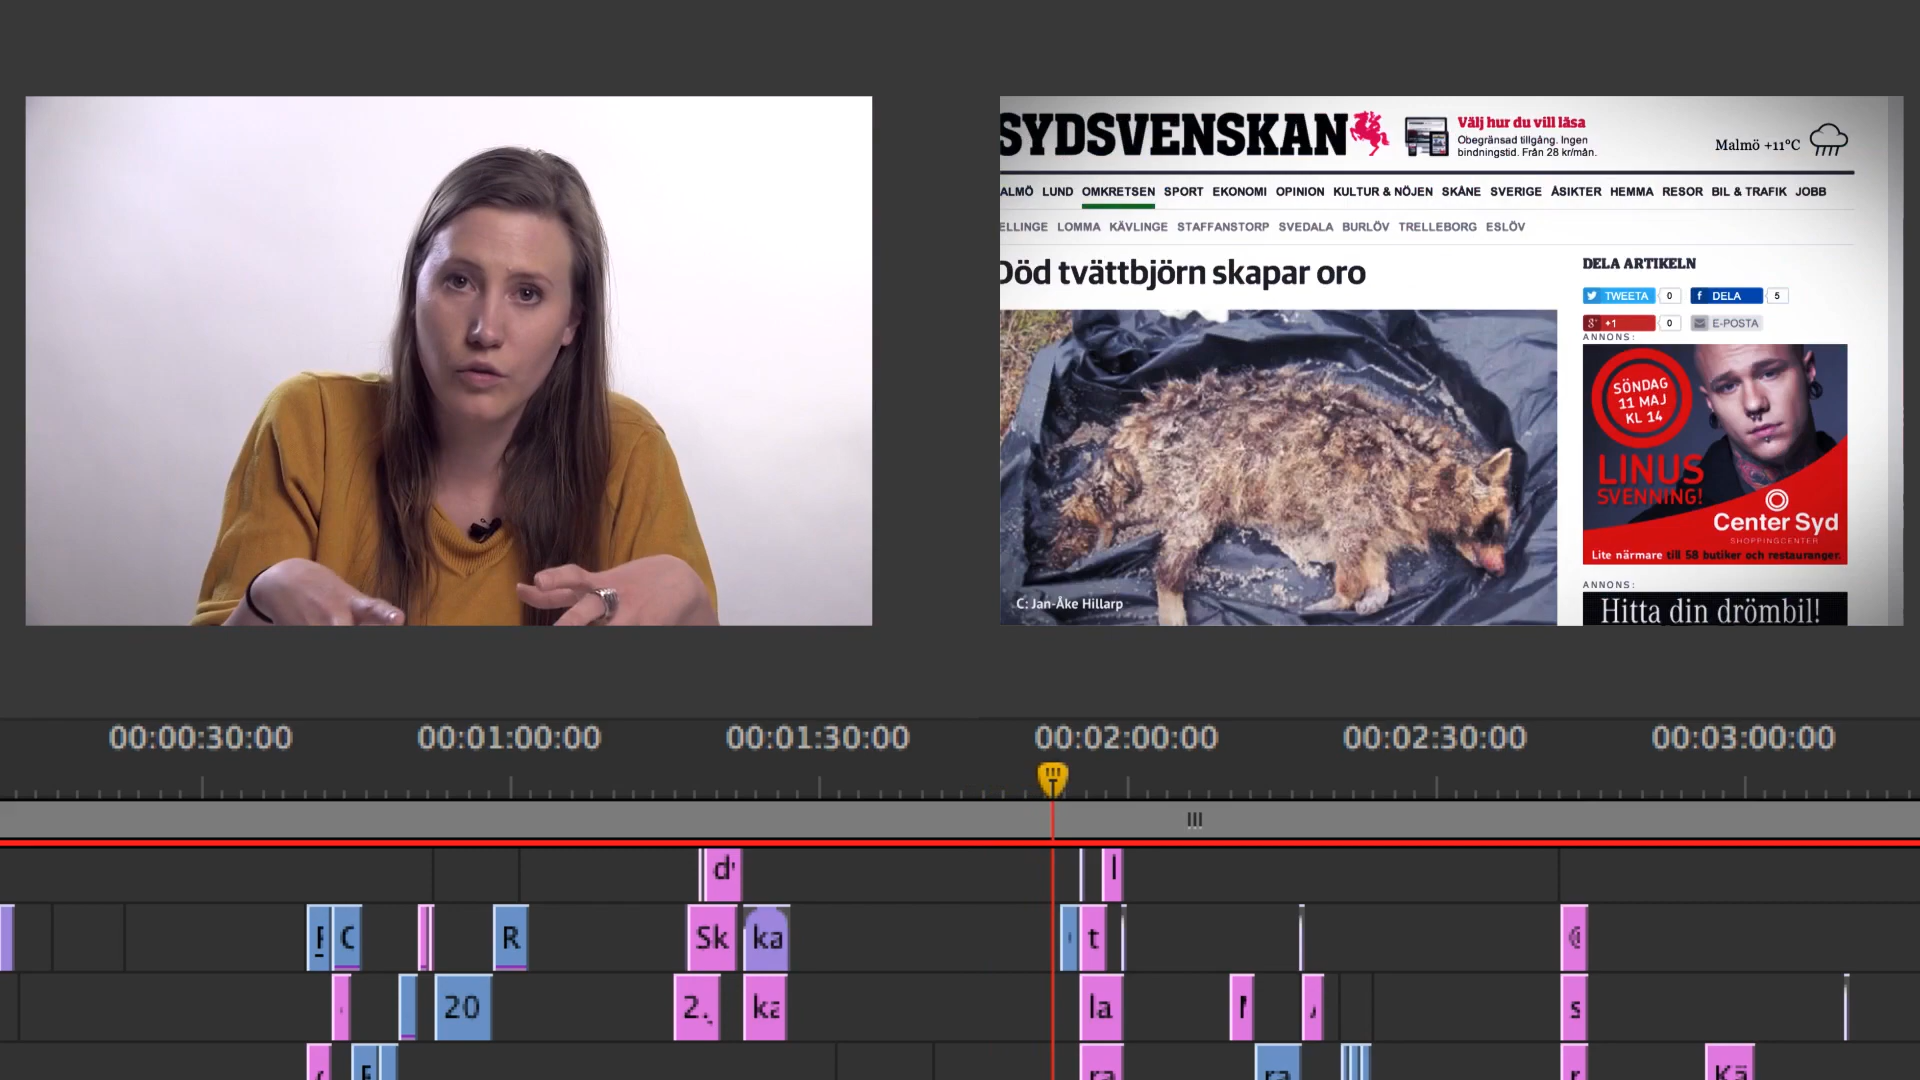 SYDSVENSKAN
Välj hur du vill läsa
Obegränsad tillgång. Ingen
bindningstid. Från 28 kr/mån.
Malmö +11°C
ALMÖ LUND OMKRETSEN SPORT EKONOMI OPINION KULTUR & NÖJEN SKÅNE SVERIGE ÅSIKTER HEMMA RESOR BIL & TRAFIK JOBB
ELLINGE LOMMA KÄVLINGE STAFFANSTORP SVEDALA BURLÖV TRELLEBORG ESLÖV
Död tvättbjörn skapar oro
C: Jan-Åke Hillarp
DELA ARTIKELN
TWEETA 0 f DELA 5
g+ +1 0 E-POSTA
ANNONS:
SÖNDAG
11 MAJ
KL 14
LINUS
SVENNING!
Center Syd
SHOPPINGCENTER
Lite närmare till 58 butiker och restauranger.
ANNONS:
Hitta din drömbil!
00:00:30:00 00:01:00:00 00:01:30:00 00:02:00:00 00:02:30:00 00:03:00:00
d
C R Sk ka t
20 2. ka la s
ra ra Kä